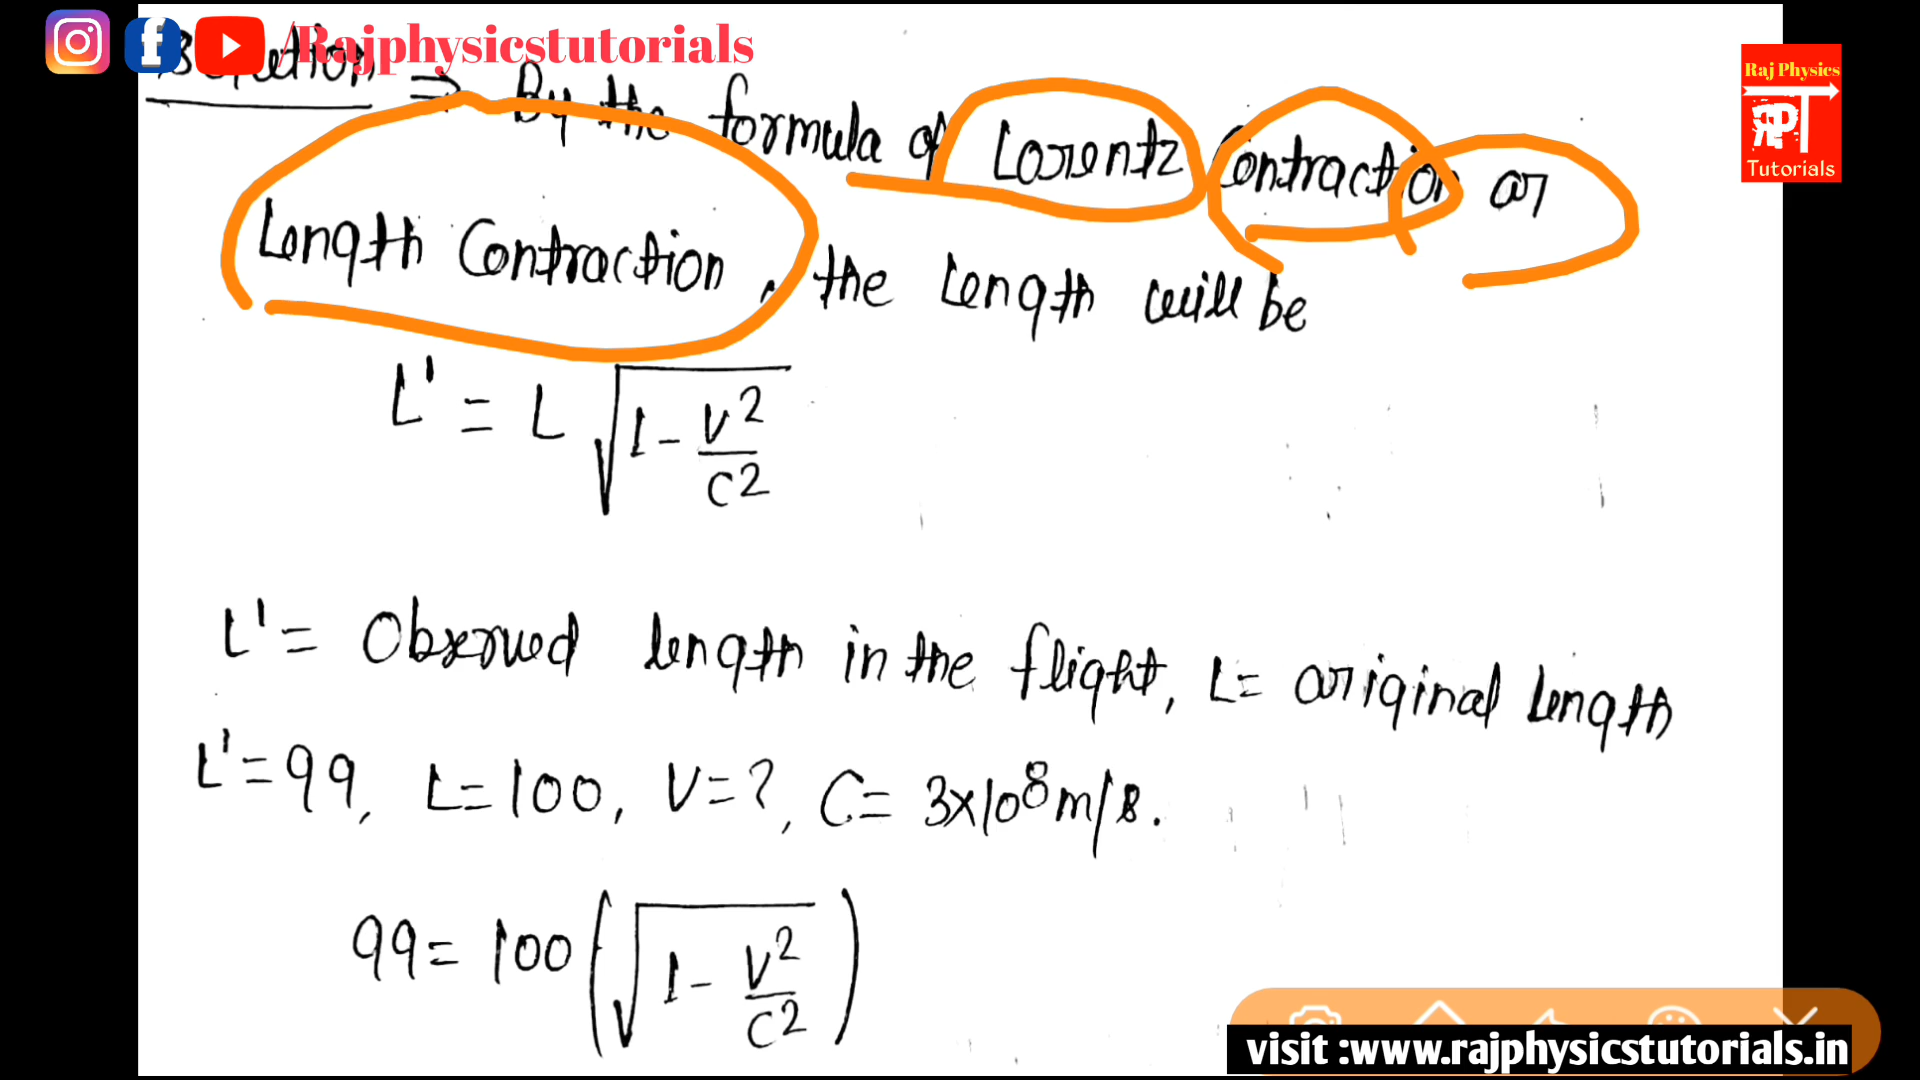 /Rajphysicstutorials
Solution ⇒ By the formula of Lorentz Contraction or
Length Contraction, the Length will be
L' = L √(1 - V²/C²)
L' = Observed length in the flight, L = original length
L' = 99, L = 100, V = ?, C = 3×10⁸ m/s.
99 = 100 (√(1 - V²/C²))
Raj Physics
RPT
Tutorials
visit :www.rajphysicstutorials.in